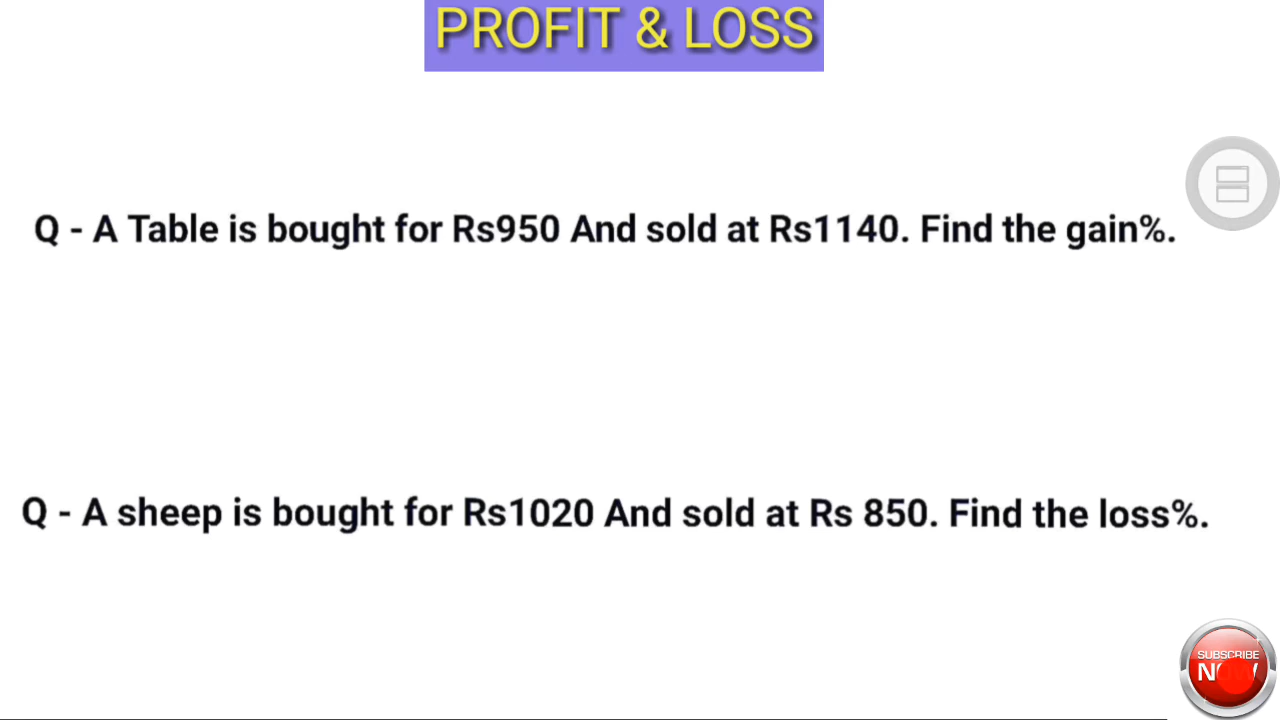 PROFIT & LOSS
Q - A Table is bought for Rs950 And sold at Rs1140. Find the gain%.
Q - A sheep is bought for Rs1020 And sold at Rs 850. Find the loss%.
SUBSCRIBE
NOW